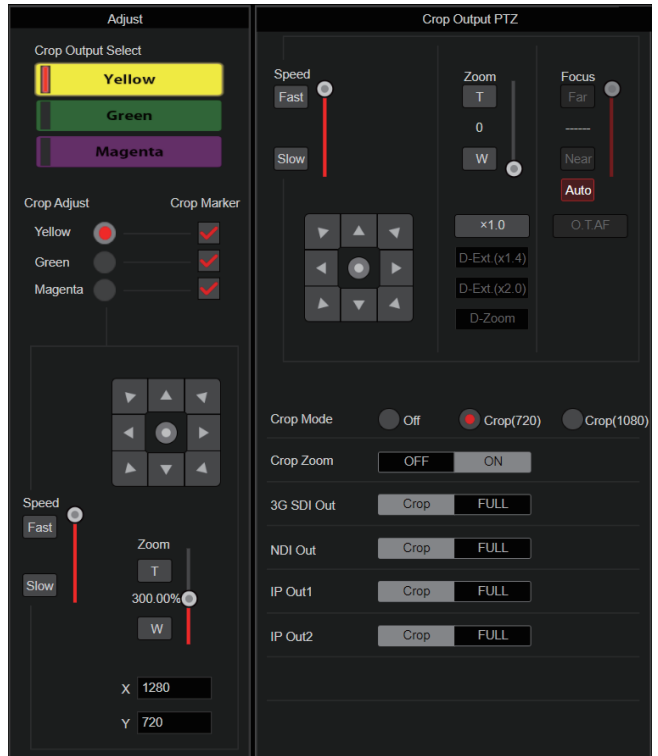 Adjust
Crop Output Select
Yellow
Green
Magenta
Crop Adjust Crop Marker
Yellow
Green
Magenta
Speed
Fast
Slow
Zoom
T
300.00%
W
X 1280
Y 720
Crop Output PTZ
Speed
Fast
Slow
Zoom
T
0
W
Focus
Far
------
Near
Auto
×1.0
O.T.AF
D-Ext.(x1.4)
D-Ext.(x2.0)
D-Zoom
Crop Mode Off Crop(720) Crop(1080)
Crop Zoom OFF ON
3G SDI Out Crop FULL
NDI Out Crop FULL
IP Out1 Crop FULL
IP Out2 Crop FULL